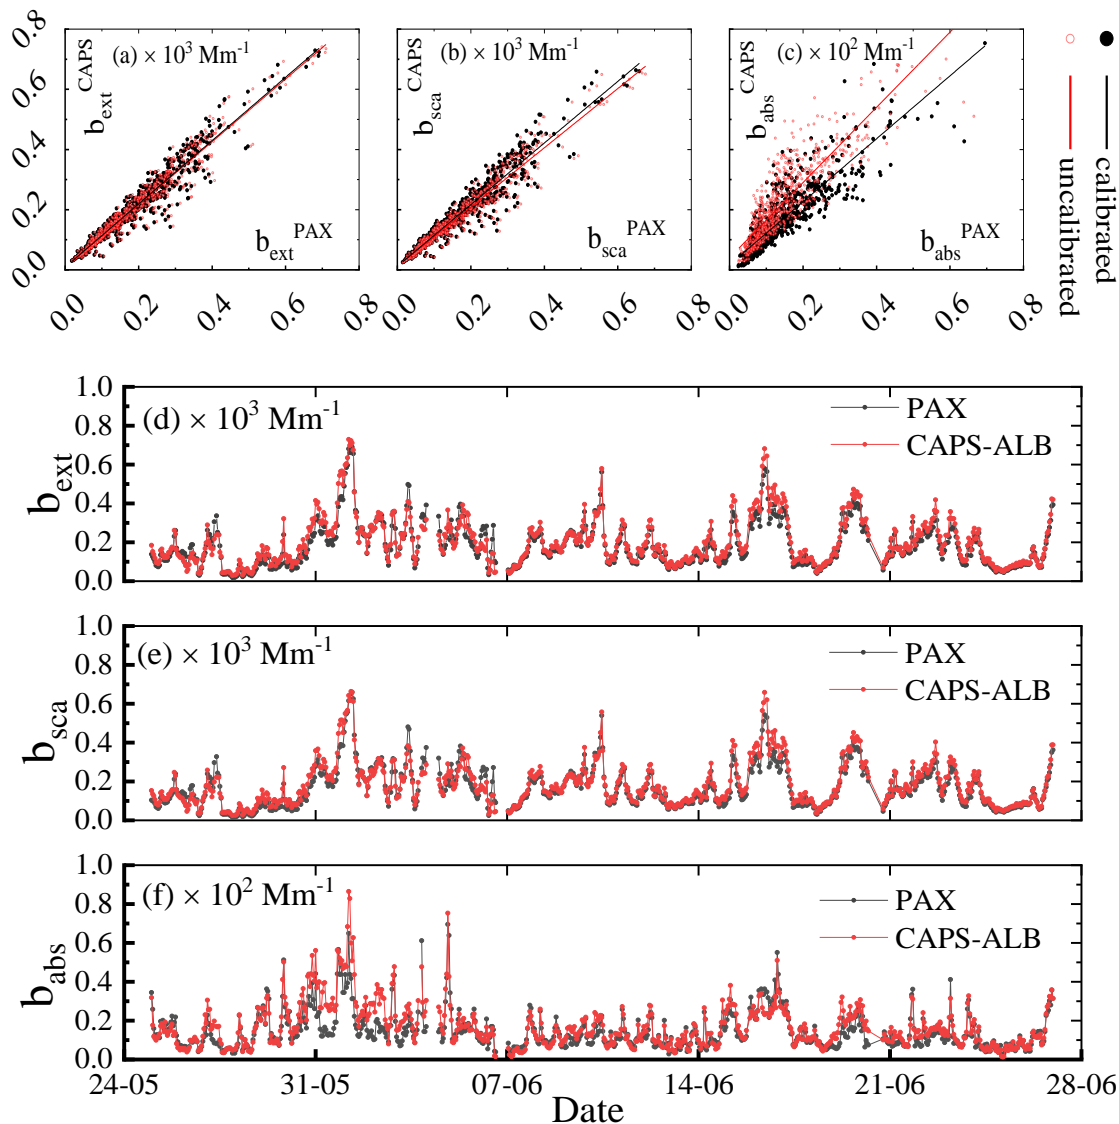 0.8
0.6
0.4
0.2
0.0
b_ext^CAPS
(a) × 10³ Mm⁻¹
b_ext^PAX
b_sca^CAPS
(b) × 10³ Mm⁻¹
b_sca^PAX
b_abs^CAPS
(c) × 10² Mm⁻¹
b_abs^PAX
0.0 0.2 0.4 0.6 0.8
0.0 0.2 0.4 0.6 0.8
0.0 0.2 0.4 0.6 0.8
calibrated
uncalibrated
b_ext
1.0
0.8
0.6
0.4
0.2
0.0
(d) × 10³ Mm⁻¹
PAX
CAPS-ALB
b_sca
1.0
0.8
0.6
0.4
0.2
0.0
(e) × 10³ Mm⁻¹
PAX
CAPS-ALB
b_abs
1.0
0.8
0.6
0.4
0.2
0.0
(f) × 10² Mm⁻¹
PAX
CAPS-ALB
24-05 31-05 07-06 14-06 21-06 28-06
Date